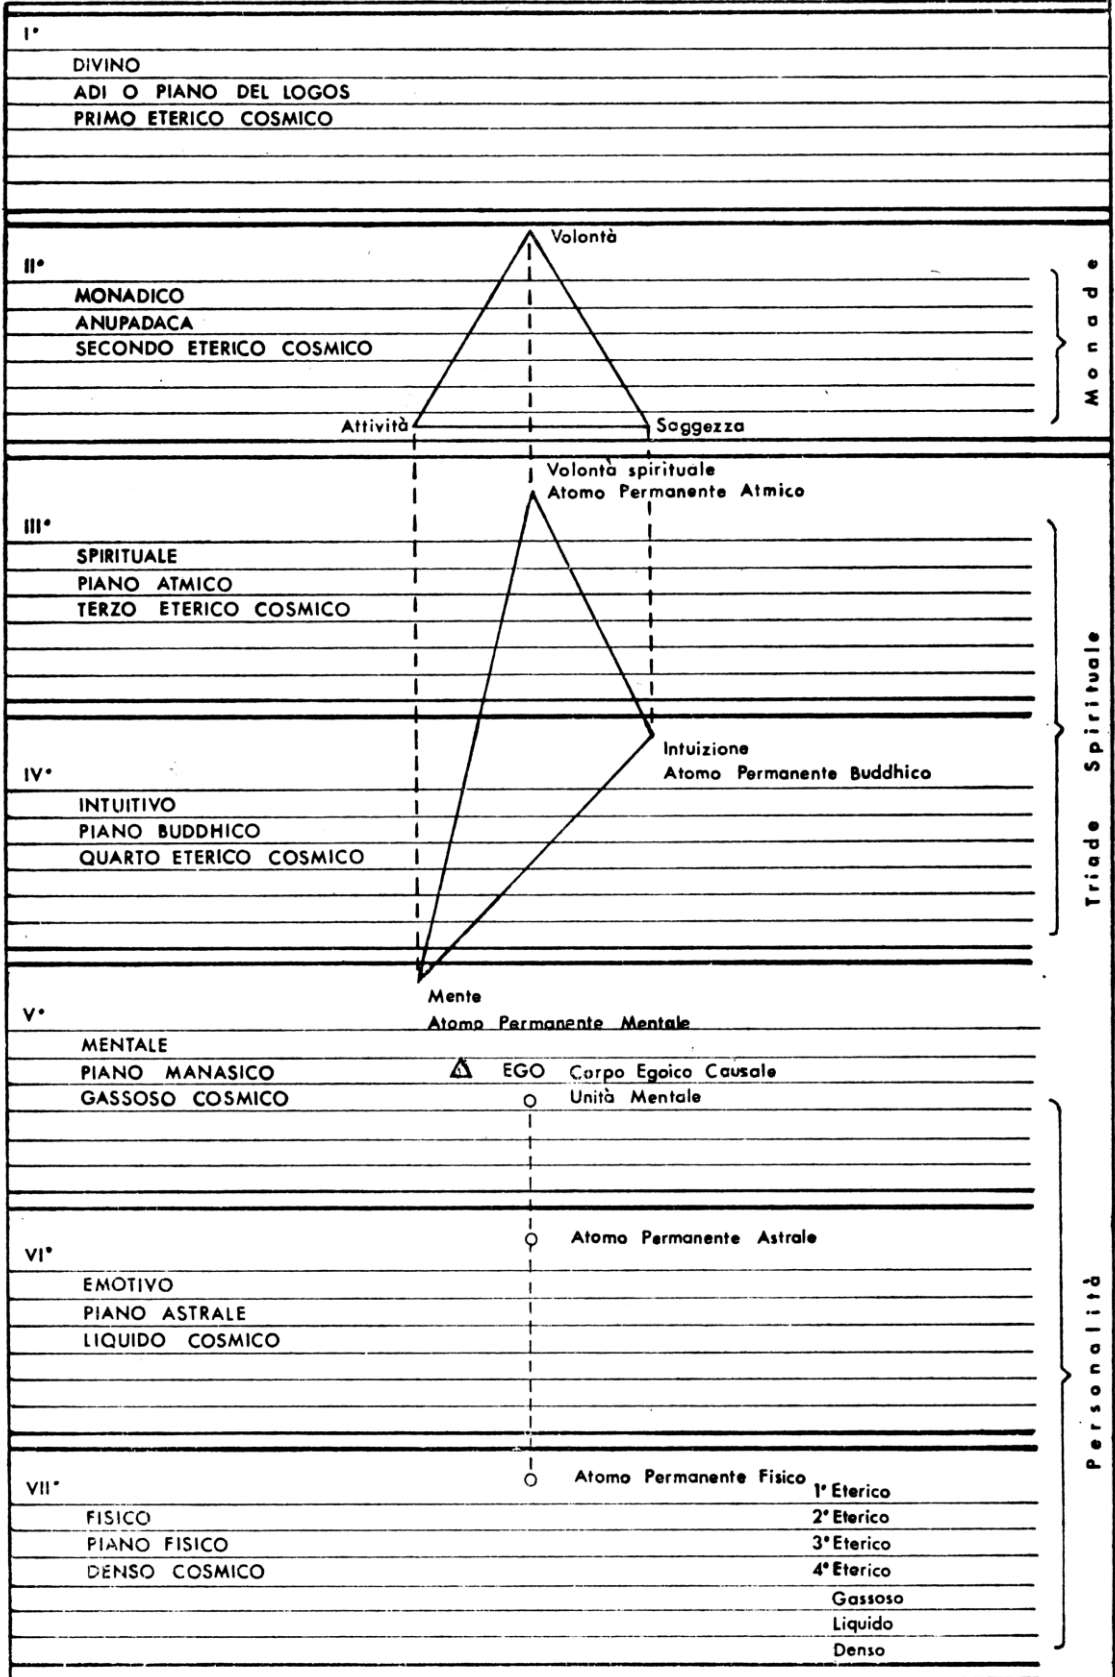 I°
DIVINO
ADI O PIANO DEL LOGOS
PRIMO ETERICO COSMICO
Volontà
II°
MONADICO
ANUPADACA
SECONDO ETERICO COSMICO
Attività
Saggezza
Monade
Volontà spirituale
Atomo Permanente Atmico
III°
SPIRITUALE
PIANO ATMICO
TERZO ETERICO COSMICO
Intuizione
Atomo Permanente Buddhico
IV°
INTUITIVO
PIANO BUDDHICO
QUARTO ETERICO COSMICO
Triade Spirituale
Mente
Atomo Permanente Mentale
V°
MENTALE
PIANO MANASICO
GASSOSO COSMICO
EGO Corpo Egoico Causale
Unità Mentale
Atomo Permanente Astrale
VI°
EMOTIVO
PIANO ASTRALE
LIQUIDO COSMICO
Personalità
Atomo Permanente Fisico
VII°
FISICO
PIANO FISICO
DENSO COSMICO
1° Eterico
2° Eterico
3° Eterico
4° Eterico
Gassoso
Liquido
Denso